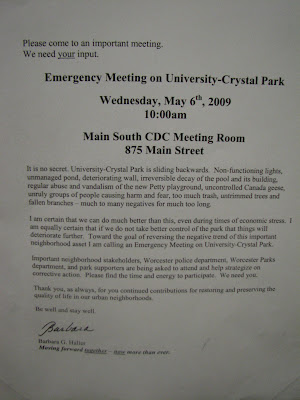 Please come to an important meeting.
We need your input.
Emergency Meeting on University-Crystal Park
Wednesday, May 6th, 2009
10:00am
Main South CDC Meeting Room
875 Main Street
It is no secret. University-Crystal Park is sliding backwards. Non-functioning lights,
unmanaged pond, deteriorating wall, irreversible decay of the pool and its building,
regular abuse and vandalism of the new Petty playground, uncontrolled Canada geese,
unruly groups of people causing harm and fear, too much trash, untrimmed trees and
fallen branches – much to many negatives for much too long.
I am certain that we can do much better than this, even during times of economic stress. I
am equally certain that if we do not take better control of the park that things will
deteriorate further. Toward the goal of reversing the negative trend of this important
neighborhood asset I am calling an Emergency Meeting on University-Crystal Park.
Important neighborhood stakeholders, Worcester police department, Worcester Parks
department, and park supporters are being asked to attend and help strategize on
corrective action. Please find the time and energy to participate. We need you.
Thank you, as always, for you continued contributions for restoring and preserving the
quality of life in our urban neighborhoods.
Be well and may well.
Barbara
Barbara G. Haller
Moving forward together – now more than ever.